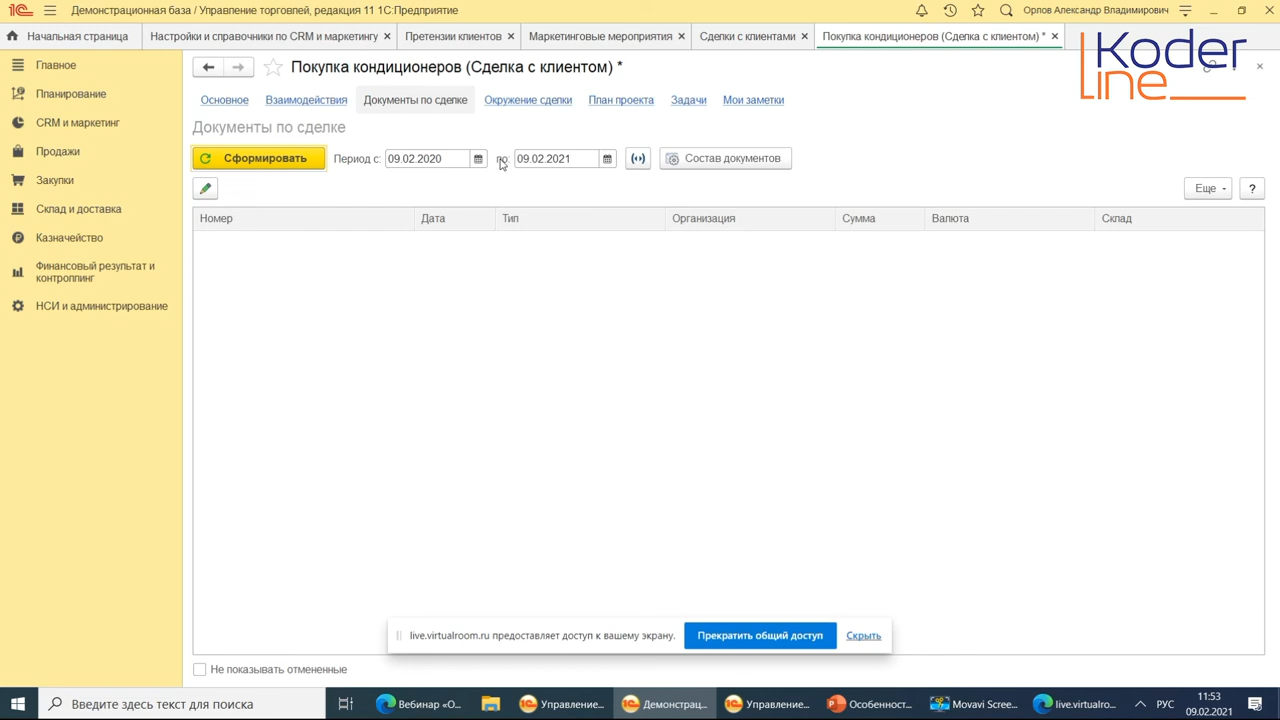 Демонстрационная база / Управление торговлей, редакция 11 1С:Предприятие
Орлов Александр Владимирович
Начальная страница
Настройки и справочники по CRM и маркетингу
Претензии клиентов
Маркетинговые мероприятия
Сделки с клиентами
Покупка кондиционеров (Сделка с клиентом) *
Koder
line
Главное
Планирование
CRM и маркетинг
Продажи
Закупки
Склад и доставка
Казначейство
Финансовый результат и
контроллинг
НСИ и администрирование
Покупка кондиционеров (Сделка с клиентом) *
Основное
Взаимодействия
Документы по сделке
Окружение сделки
План проекта
Задачи
Мои заметки
Документы по сделке
Сформировать
Период с: 09.02.2020
по: 09.02.2021
Состав документов
Еще
?
Номер
Дата
Тип
Организация
Сумма
Валюта
Склад
live.virtualroom.ru предоставляет доступ к вашему экрану.
Прекратить общий доступ
Скрыть
Не показывать отмененные
Введите здесь текст для поиска
Вебинар «О...
Управление...
Демонстрац...
Управление...
Особенност...
Movavi Scree...
live.virtualro...
РУС
11:53
09.02.2021